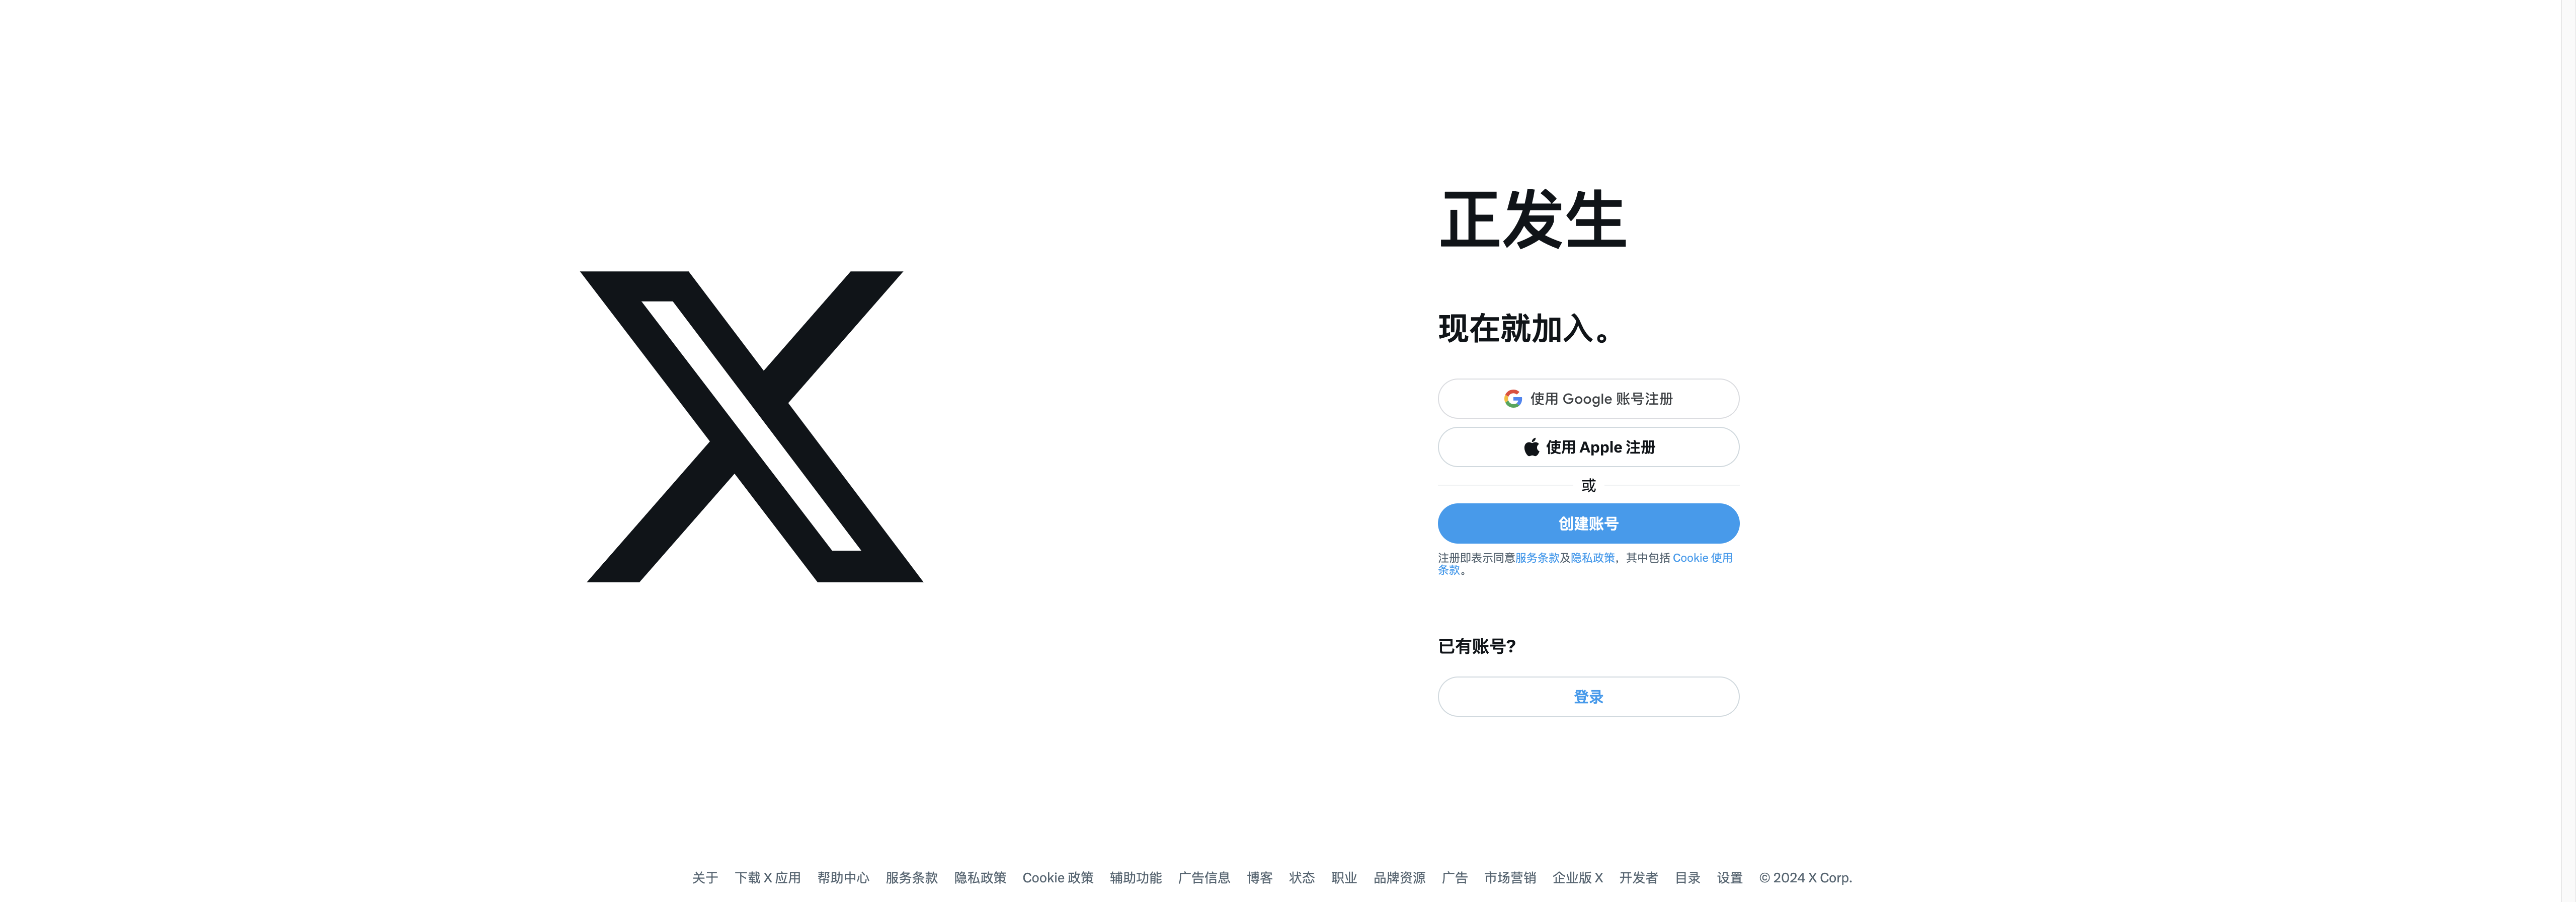 正发生
现在就加入。
使用 Google 账号注册
使用 Apple 注册
或
创建账号
注册即表示同意服务条款及隐私政策，其中包括 Cookie 使用
条款。
已有账号?
登录
关于 下载 X 应用 帮助中心 服务条款 隐私政策 Cookie 政策 辅助功能 广告信息 博客 状态 职业 品牌资源 广告 市场营销 企业版 X 开发者 目录 设置 © 2024 X Corp.